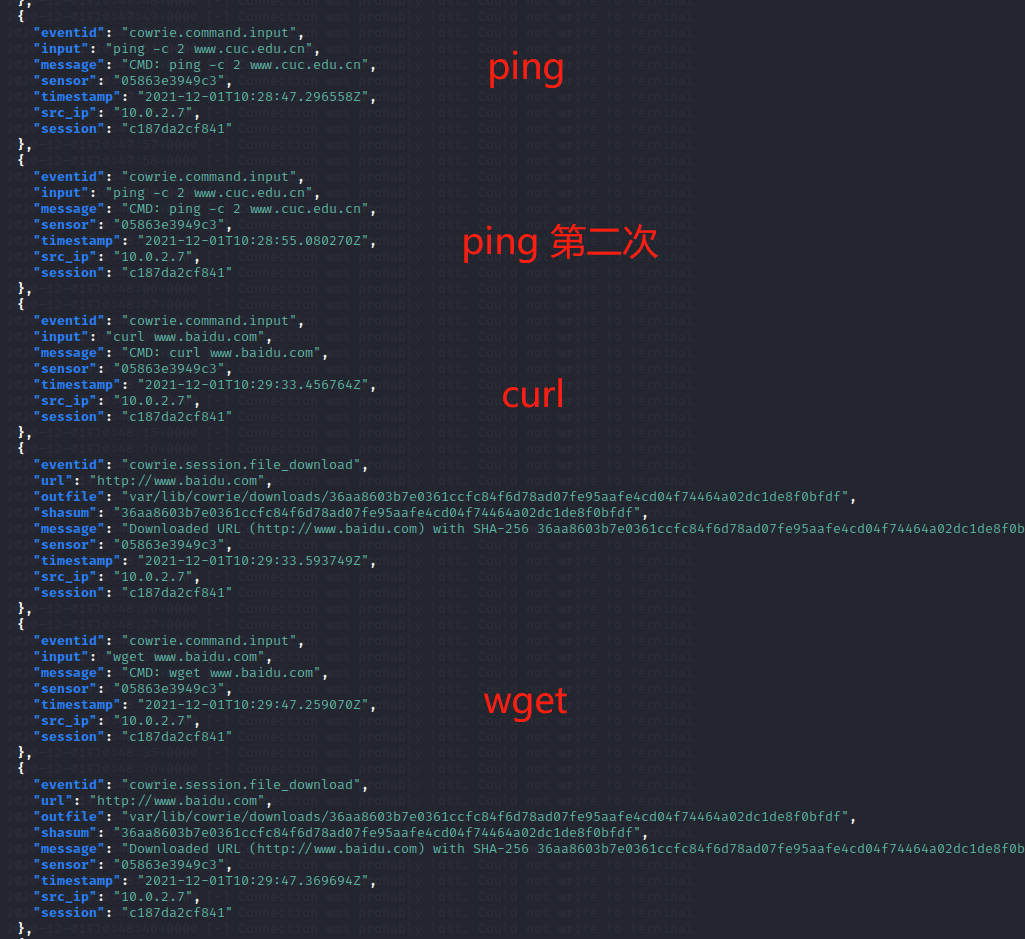 },
{
"eventid": "cowrie.command.input",
"input": "ping -c 2 www.cuc.edu.cn",
"message": "CMD: ping -c 2 www.cuc.edu.cn",
ping
"sensor": "05863e3949c3",
"timestamp": "2021-12-01T10:28:47.296558Z",
"src_ip": "10.0.2.7",
"session": "c187da2cf841"
},
{
"eventid": "cowrie.command.input",
"input": "ping -c 2 www.cuc.edu.cn",
"message": "CMD: ping -c 2 www.cuc.edu.cn",
"sensor": "05863e3949c3",
"timestamp": "2021-12-01T10:28:55.080270Z",
ping 第二次
"src_ip": "10.0.2.7",
"session": "c187da2cf841"
},
{
"eventid": "cowrie.command.input",
"input": "curl www.baidu.com",
"message": "CMD: curl www.baidu.com",
"sensor": "05863e3949c3",
"timestamp": "2021-12-01T10:29:33.456764Z",
curl
"src_ip": "10.0.2.7",
"session": "c187da2cf841"
},
{
"eventid": "cowrie.session.file_download",
"url": "http://www.baidu.com",
"outfile": "var/lib/cowrie/downloads/36aa8603b7e0361ccfc84f6d78ad07fe95aafe4cd04f74464a02dc1de8f0bfdf",
"shasum": "36aa8603b7e0361ccfc84f6d78ad07fe95aafe4cd04f74464a02dc1de8f0bfdf",
"message": "Downloaded URL (http://www.baidu.com) with SHA-256 36aa8603b7e0361ccfc84f6d78ad07fe95aafe4cd04f74464a02dc1de8f0b
"sensor": "05863e3949c3",
"timestamp": "2021-12-01T10:29:33.593749Z",
"src_ip": "10.0.2.7",
"session": "c187da2cf841"
},
{
"eventid": "cowrie.command.input",
"input": "wget www.baidu.com",
"message": "CMD: wget www.baidu.com",
"sensor": "05863e3949c3",
"timestamp": "2021-12-01T10:29:47.259070Z",
wget
"src_ip": "10.0.2.7",
"session": "c187da2cf841"
},
{
"eventid": "cowrie.session.file_download",
"url": "http://www.baidu.com",
"outfile": "var/lib/cowrie/downloads/36aa8603b7e0361ccfc84f6d78ad07fe95aafe4cd04f74464a02dc1de8f0bfdf",
"shasum": "36aa8603b7e0361ccfc84f6d78ad07fe95aafe4cd04f74464a02dc1de8f0bfdf",
"message": "Downloaded URL (http://www.baidu.com) with SHA-256 36aa8603b7e0361ccfc84f6d78ad07fe95aafe4cd04f74464a02dc1de8f0b
"sensor": "05863e3949c3",
"timestamp": "2021-12-01T10:29:47.369694Z",
"src_ip": "10.0.2.7",
"session": "c187da2cf841"
},